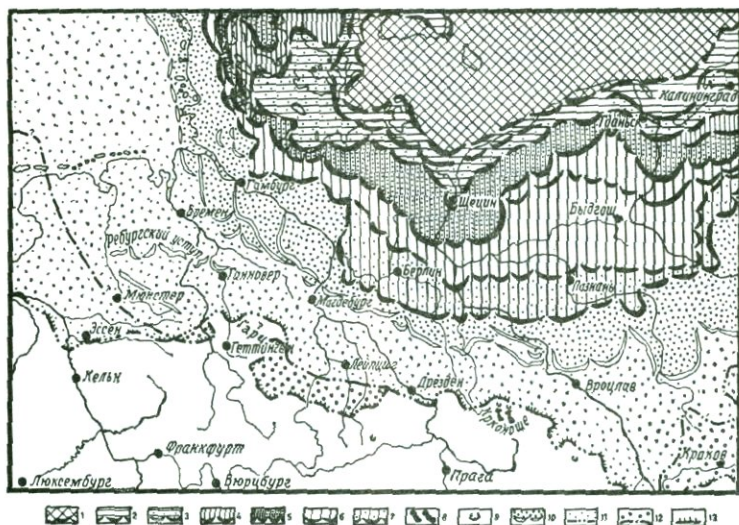 Калининград
Гданьск
Гамбург
Щецин
Бремен
Быдгощ
Ребургский уступ
Ганновер
Берлин
Познань
Мюнстер
Магдебург
Эссен
Гарц
Геттинген
Лейпциг
Кельн
Дрезден
Вроцлав
Крконоше
Франкфурт
Краков
Люксембург
Вюрцбург
Прага
1 2 3 4 5 6 7 8 9 10 11 12 13